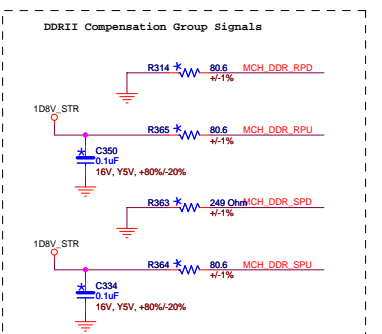 DDRII Compensation Group Signals
R314 * 80.6 MCH_DDR_RPD
+/-1%
1D8V_STR
R365 * 80.6 MCH_DDR_RPU
+/-1%
* C350
0.1uF
16V, Y5V, +80%/-20%
R363 * 249 Ohm MCH_DDR_SPD
+/-1%
1D8V_STR
R364 * 80.6 MCH_DDR_SPU
+/-1%
* C334
0.1uF
16V, Y5V, +80%/-20%